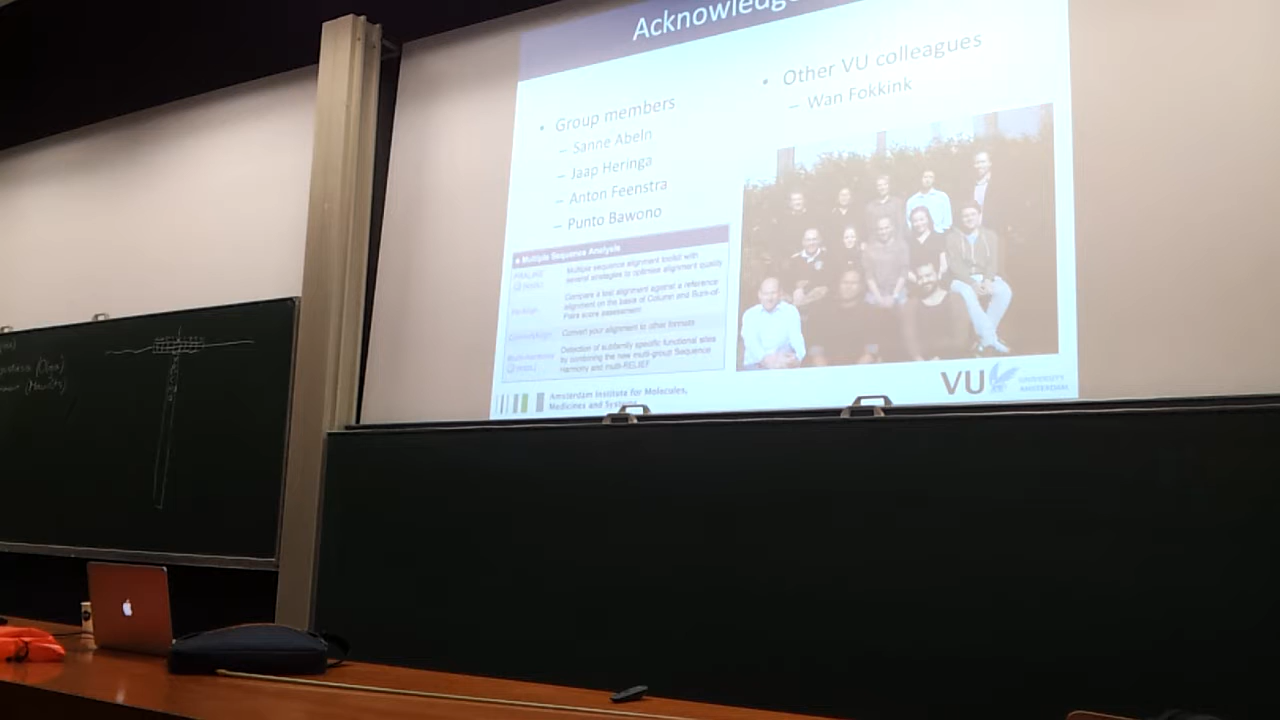 Acknowledge
• Group members
– Sanne Abeln
– Jaap Heringa
– Anton Feenstra
– Punto Bawono
• Other VU colleagues
– Wan Fokkink
Multiple Sequence Analysis
Multiple sequence alignment toolkit with
several strategies to optimise alignment quality
Compare a test alignment against a reference
alignment on the basis of Column and Sum-of-
Pairs score assessment
Convert your alignment to other formats
Detection of subfamily specific functional sites
by combining the new multi-group Sequence
Harmony and multi-RELIEF
Amsterdam Institute for Molecules,
Medicines and Systems
VU
UNIVERSITY
AMSTERDAM